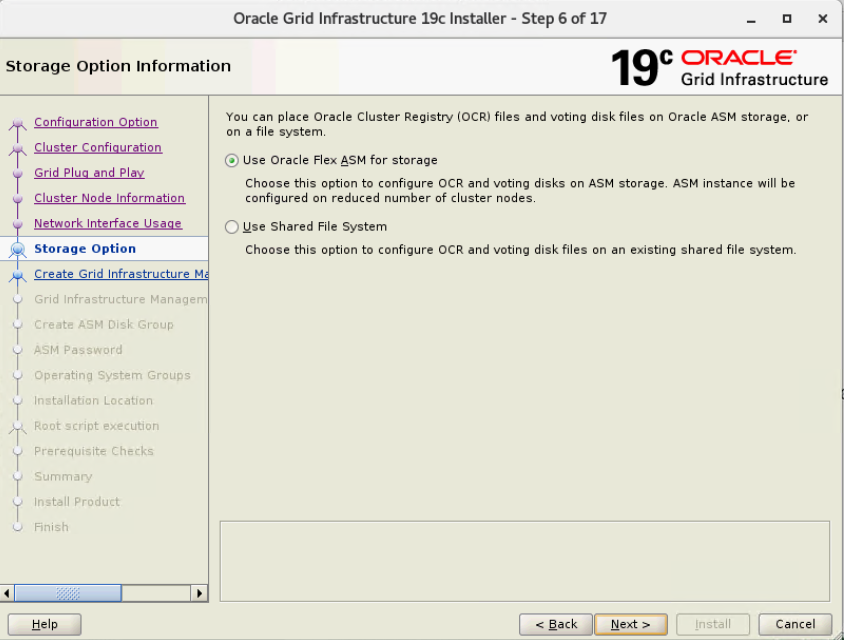 Oracle Grid Infrastructure 19c Installer - Step 6 of 17
Storage Option Information
19c ORACLE
Grid Infrastructure
Configuration Option
Cluster Configuration
Grid Plug and Play
Cluster Node Information
Network Interface Usage
Storage Option
Create Grid Infrastructure Ma
Grid Infrastructure Managem
Create ASM Disk Group
ASM Password
Operating System Groups
Installation Location
Root script execution
Prerequisite Checks
Summary
Install Product
Finish
You can place Oracle Cluster Registry (OCR) files and voting disk files on Oracle ASM storage, or
on a file system.
Use Oracle Flex ASM for storage
Choose this option to configure OCR and voting disks on ASM storage. ASM instance will be
configured on reduced number of cluster nodes.
Use Shared File System
Choose this option to configure OCR and voting disk files on an existing shared file system.
Help
< Back
Next >
Install
Cancel